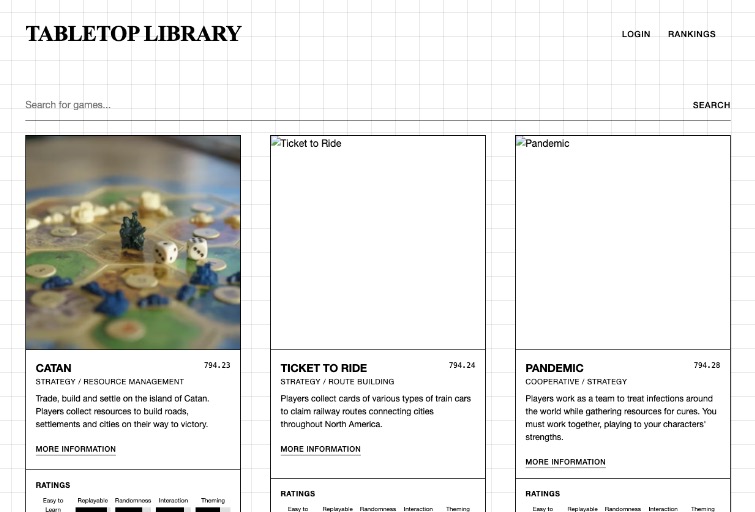 TABLETOP LIBRARY
LOGIN RANKINGS
Search for games...
SEARCH
Ticket to Ride
Pandemic
CATAN
794.23
STRATEGY / RESOURCE MANAGEMENT
Trade, build and settle on the island of Catan.
Players collect resources to build roads,
settlements and cities on their way to victory.
MORE INFORMATION
RATINGS
Easy to
Learn
Replayable
Randomness
Interaction
Theming
TICKET TO RIDE
794.24
STRATEGY / ROUTE BUILDING
Players collect cards of various types of train cars
to claim railway routes connecting cities
throughout North America.
MORE INFORMATION
RATINGS
Easy to
Replayable
Randomness
Interaction
Theming
PANDEMIC
794.28
COOPERATIVE / STRATEGY
Players work as a team to treat infections around
the world while gathering resources for cures. You
must work together, playing to your characters'
strengths.
MORE INFORMATION
RATINGS
Easy to
Replayable
Randomness
Interaction
Theming